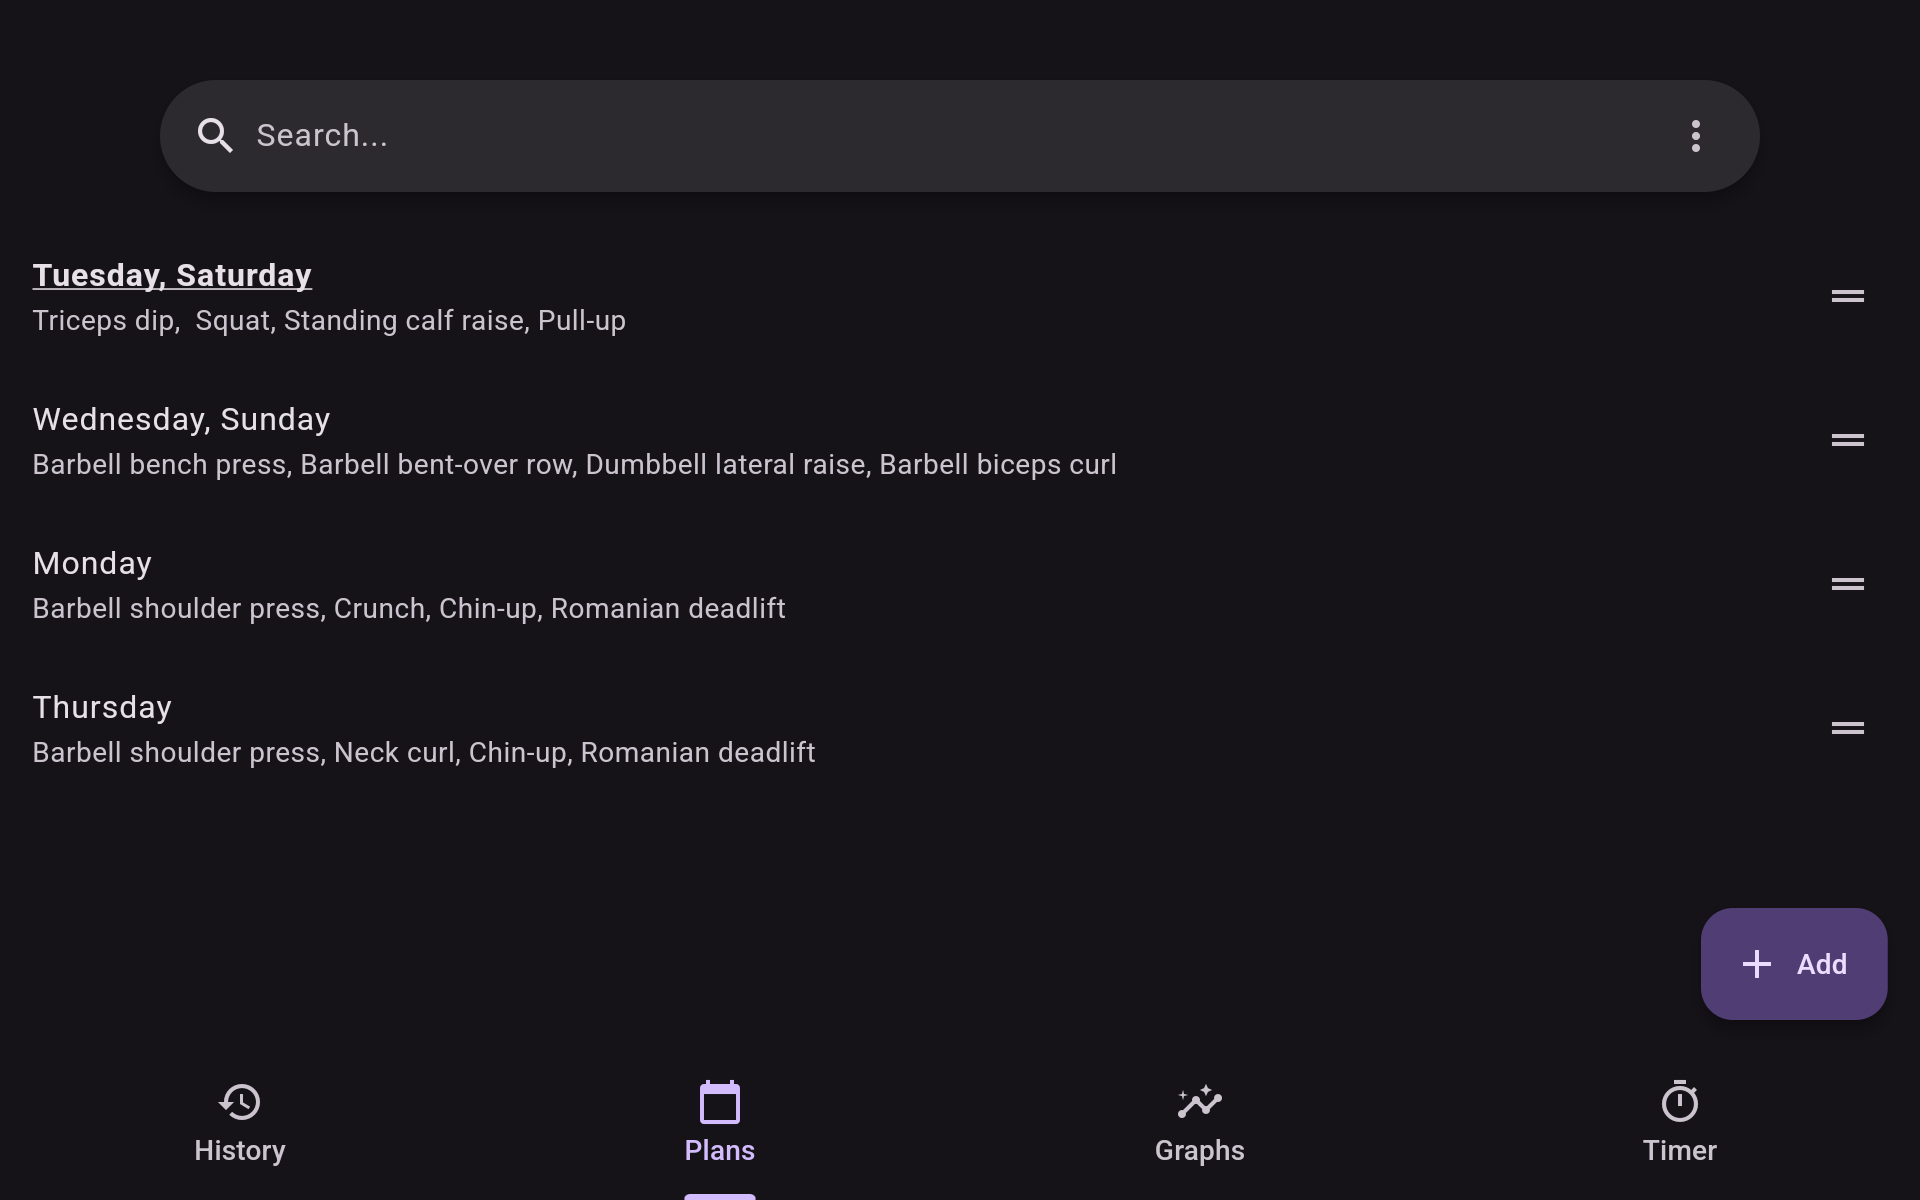 Search...
Tuesday, Saturday
Triceps dip,  Squat, Standing calf raise, Pull-up
Wednesday, Sunday
Barbell bench press, Barbell bent-over row, Dumbbell lateral raise, Barbell biceps curl
Monday
Barbell shoulder press, Crunch, Chin-up, Romanian deadlift
Thursday
Barbell shoulder press, Neck curl, Chin-up, Romanian deadlift
Add
History
Plans
Graphs
Timer